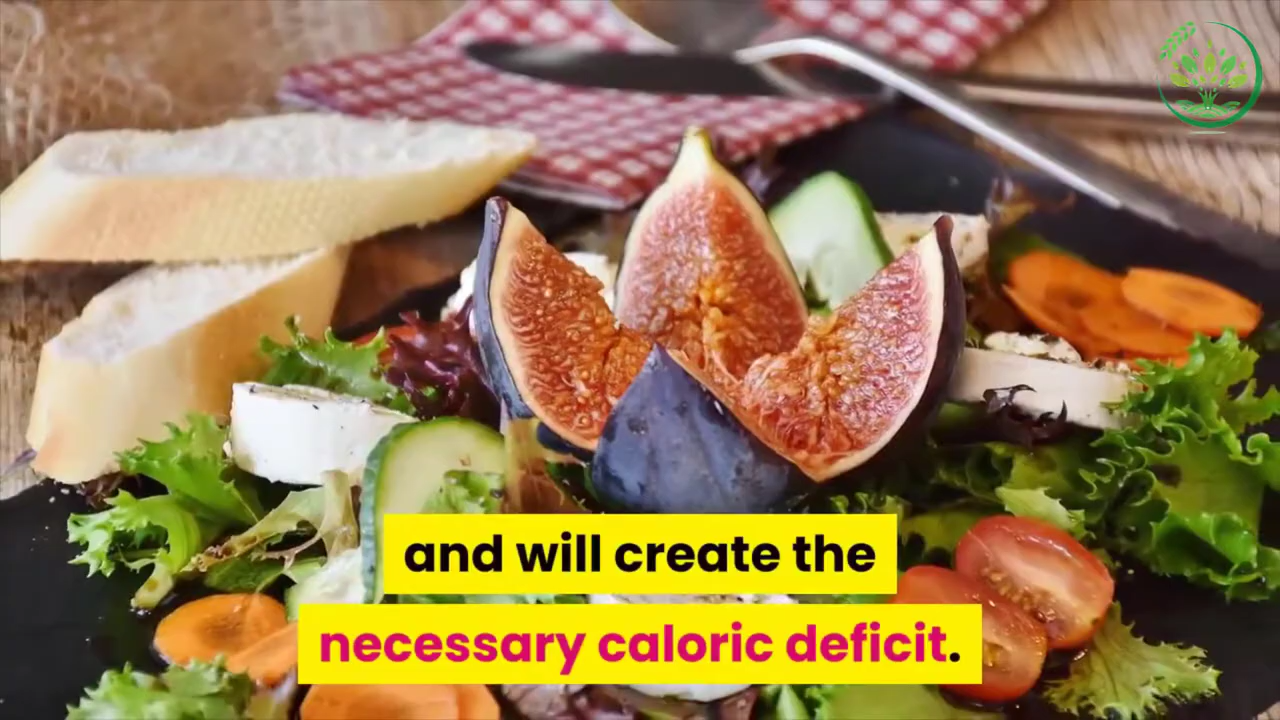 and will create the
necessary caloric deficit.